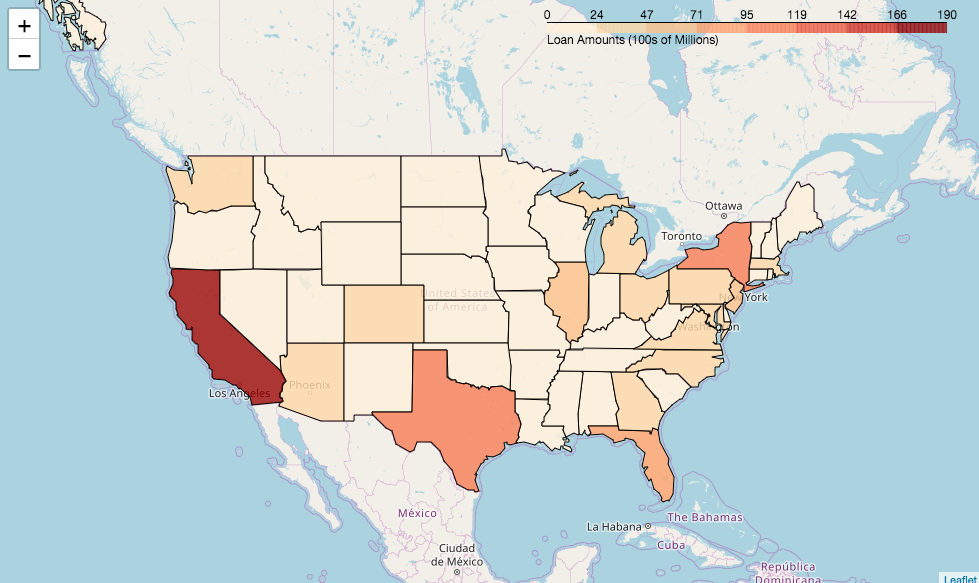 +
−
0 24 47 71 95 119 142 166 190
Loan Amounts (100s of Millions)
Ottawa
Toronto
United States
of America
New York
Washington
Phoenix
Los Angeles
México
The Bahamas
La Habana
Cuba
Ciudad
de México
República
Dominicana
Leaflet